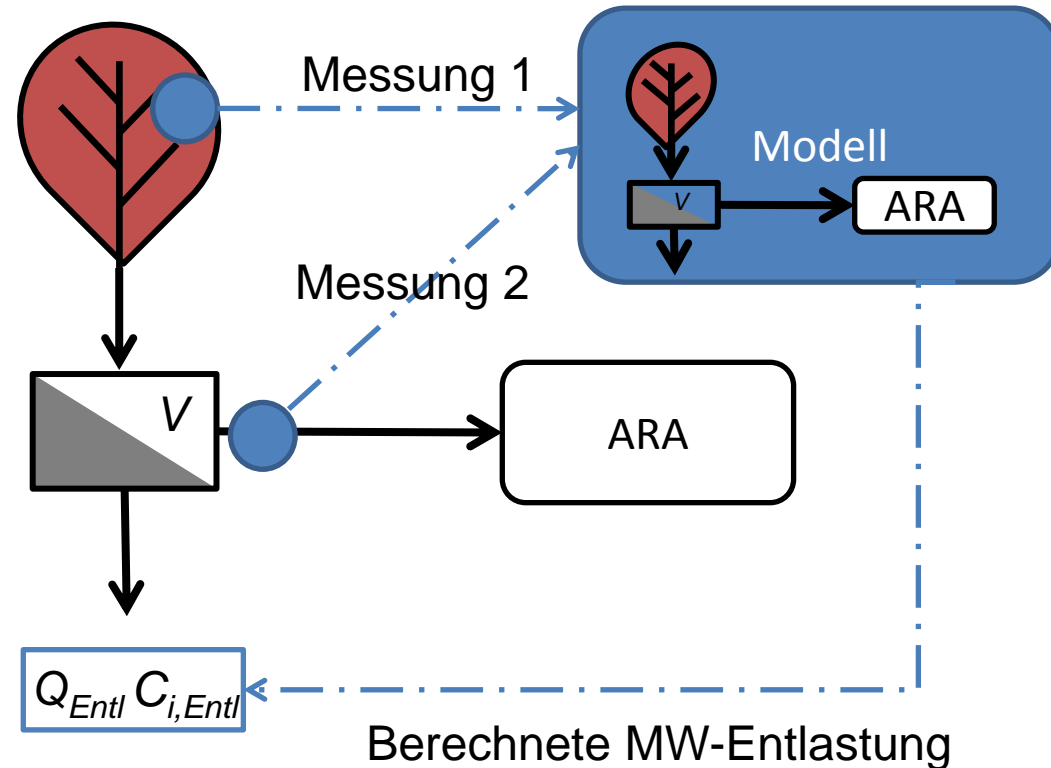 Messung 1
Modell
V
ARA
Messung 2
V
ARA
Q_Entl C_i,Entl
Berechnete MW-Entlastung